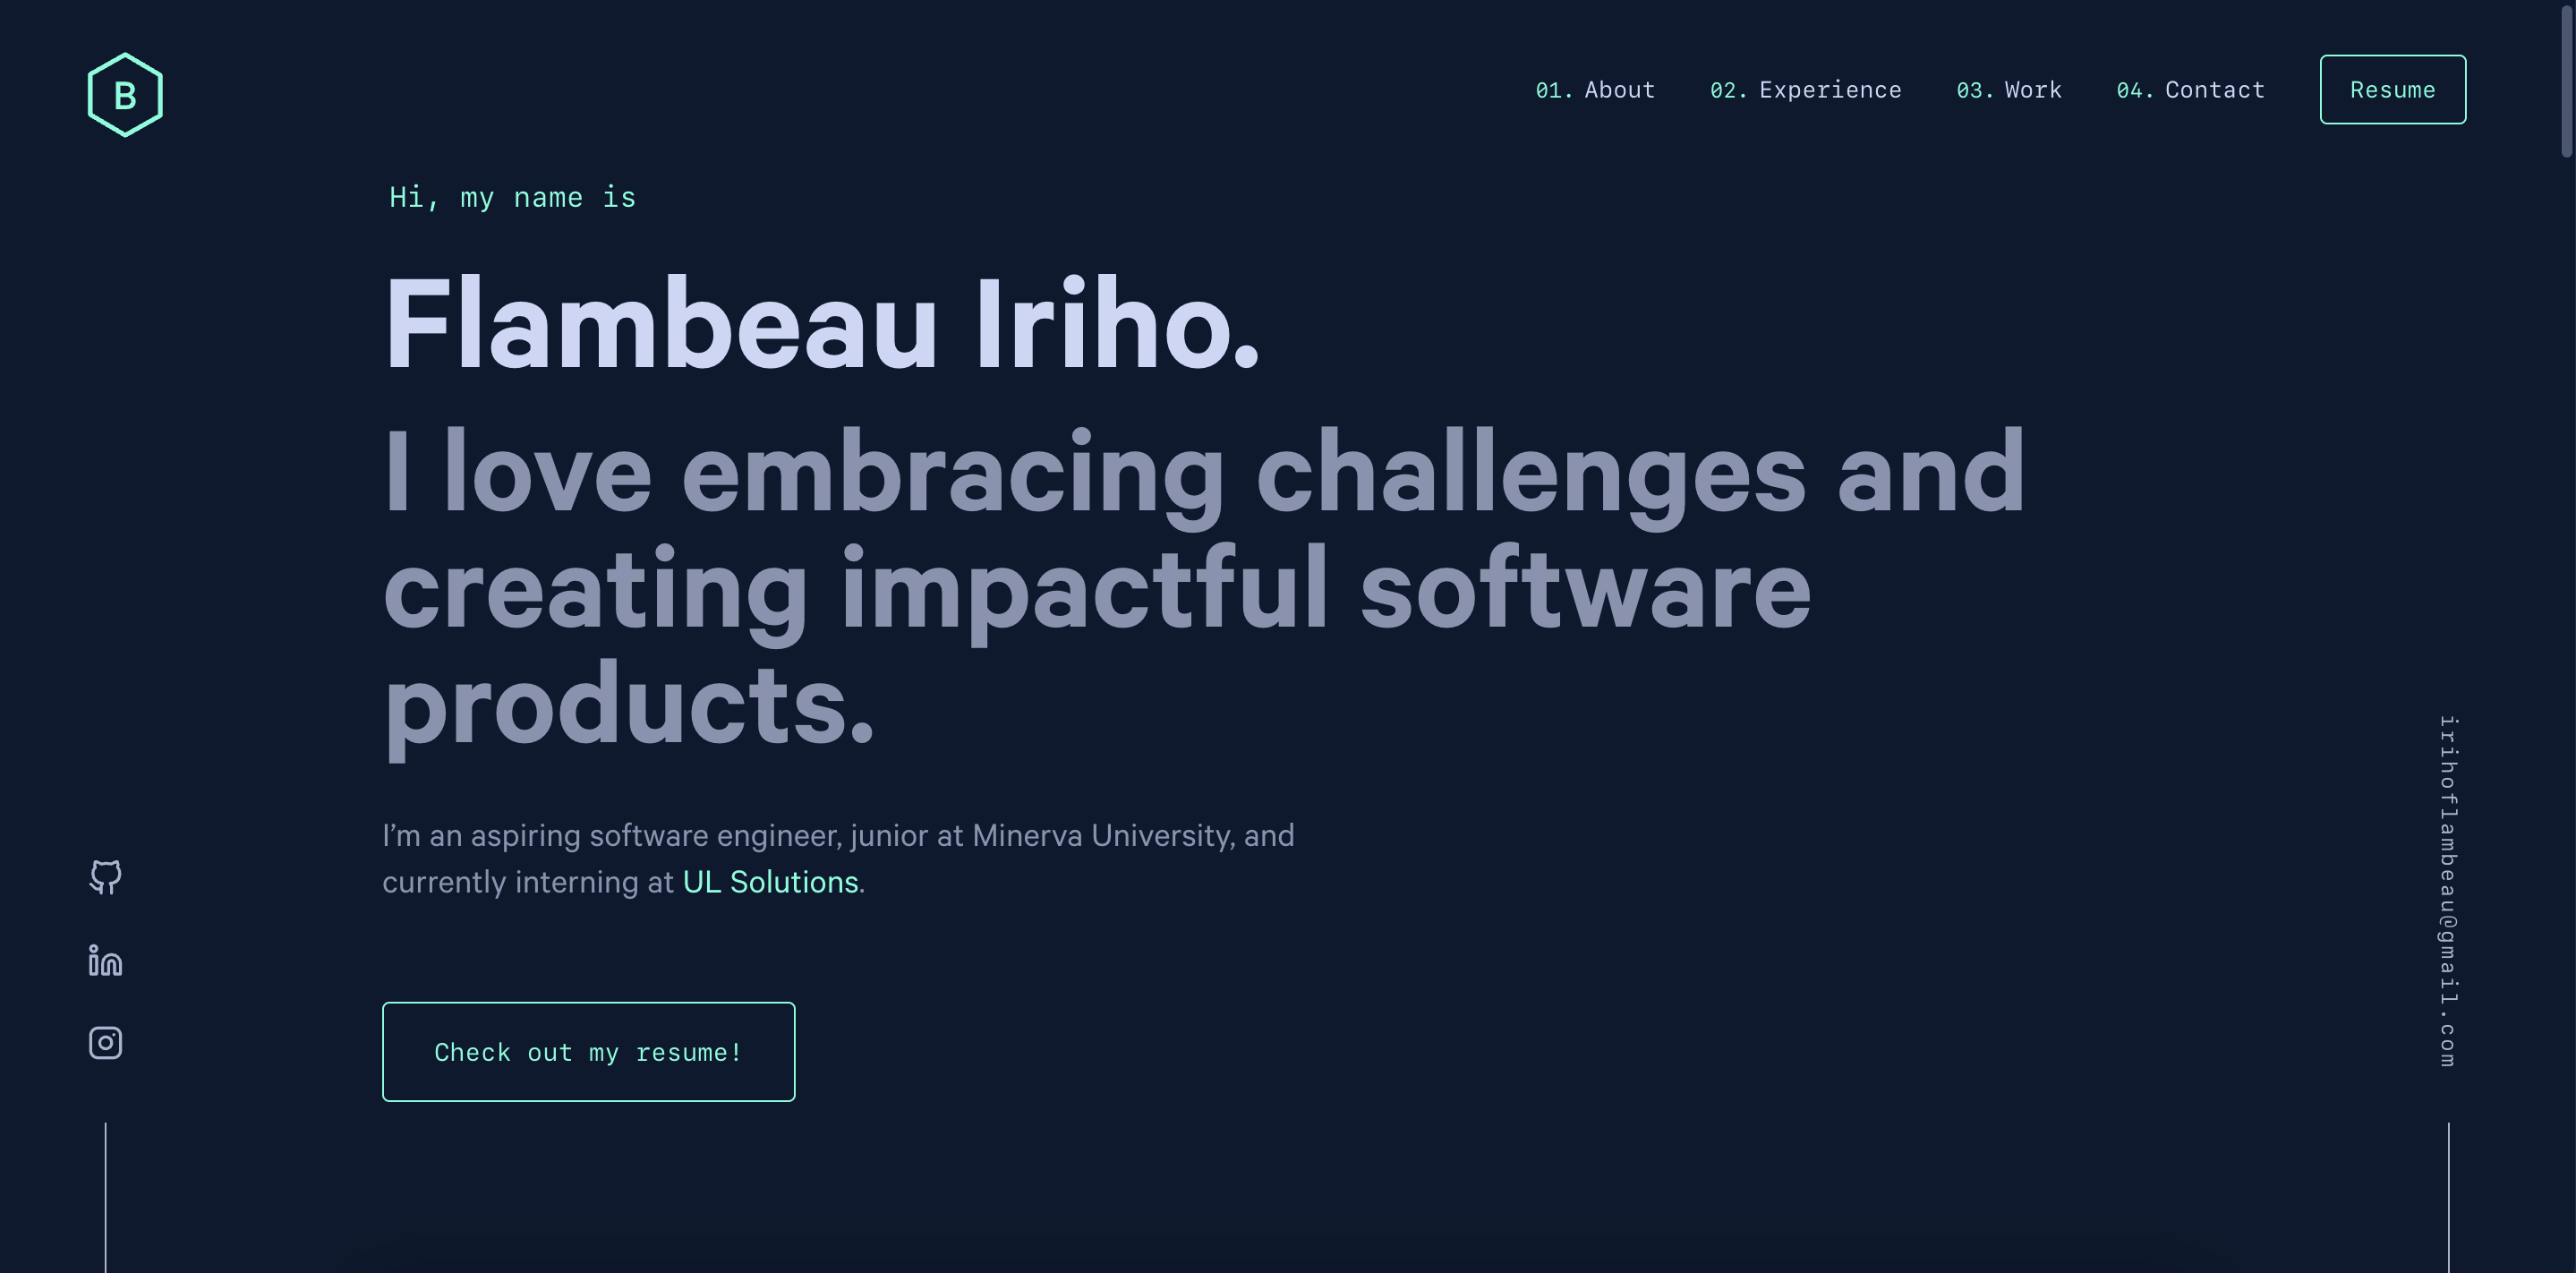 B
01. About 02. Experience 03. Work 04. Contact Resume
Hi, my name is
Flambeau Iriho.
I love embracing challenges and
creating impactful software
products.
I’m an aspiring software engineer, junior at Minerva University, and
currently interning at UL Solutions.
Check out my resume!
irihoflambeau@gmail.com